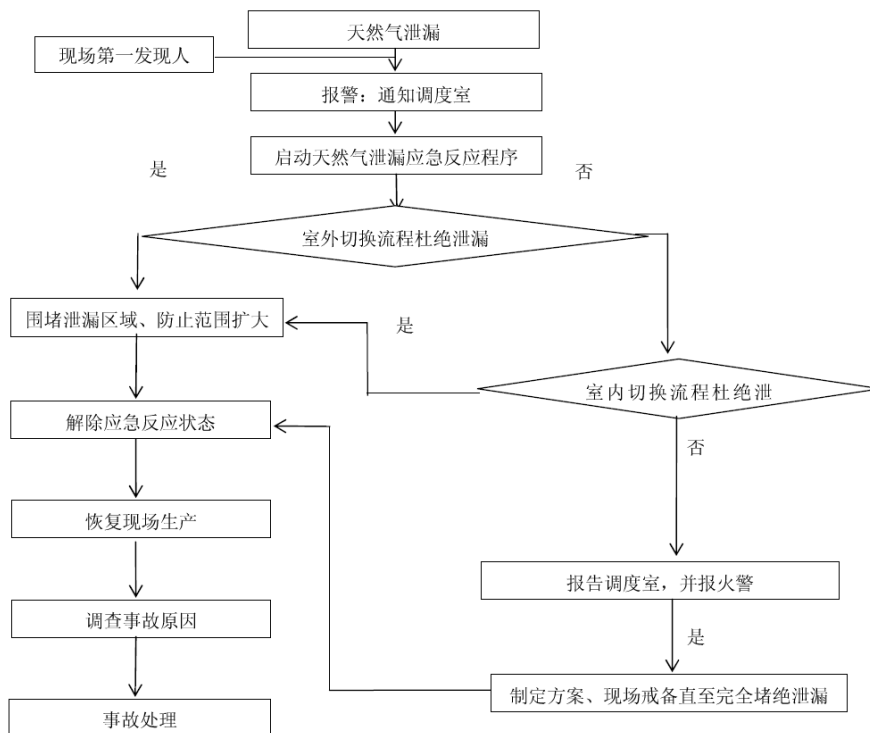 天然气泄漏
现场第一发现人
报警：通知调度室
启动天然气泄漏应急反应程序
是
否
室外切换流程杜绝泄漏
围堵泄漏区域、防止范围扩大
是
室内切换流程杜绝泄
解除应急反应状态
否
恢复现场生产
报告调度室，并报火警
调查事故原因
是
制定方案、现场戒备直至完全堵绝泄漏
事故处理